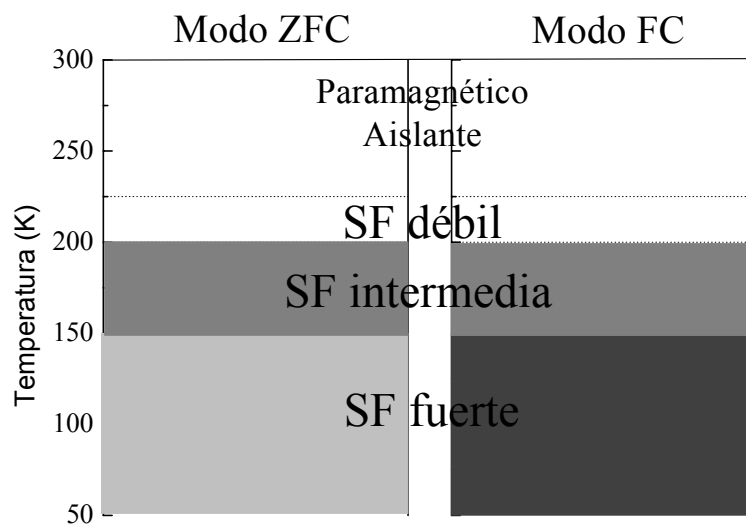 Modo ZFC
Modo FC
300
250
200
150
100
50
Temperatura (K)
Paramagnético
Aislante
SF débil
SF intermedia
SF fuerte